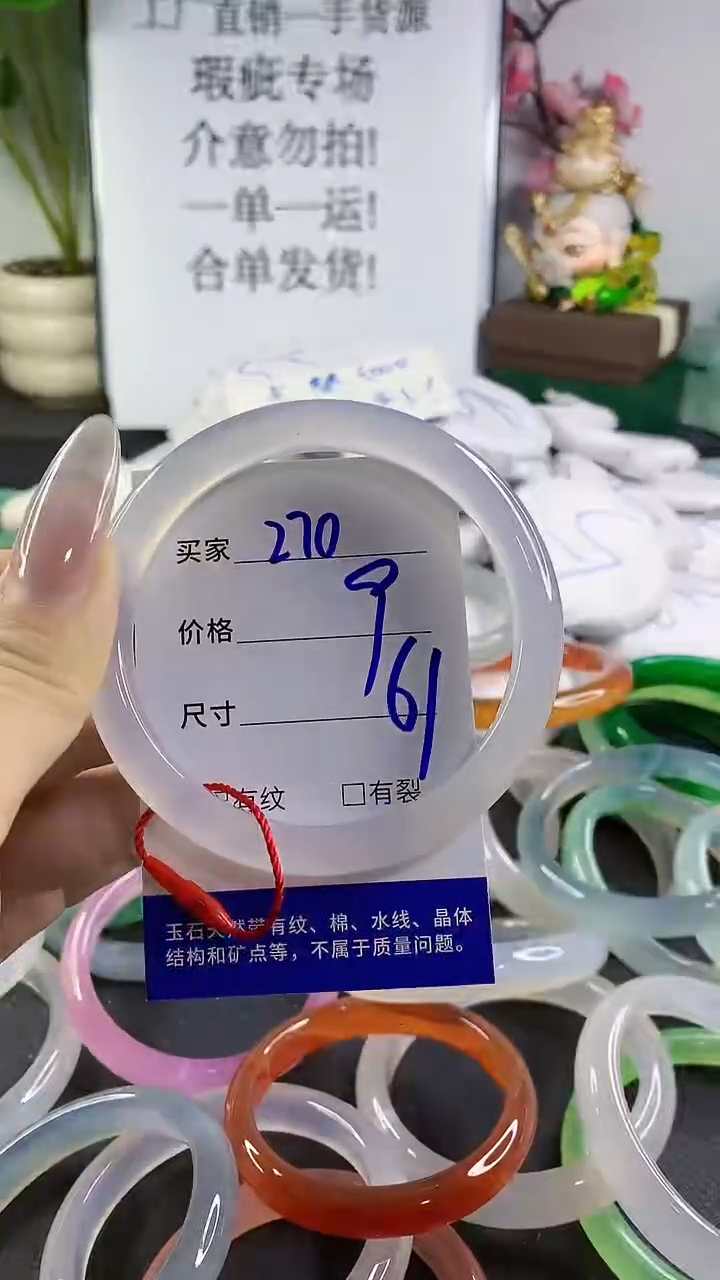 工厂直销一手货源
瑕疵专场
介意勿拍!
一单一运!
合单发货!
买家 270
价格 9
尺寸 61
有纹 □有裂
玉石天然带有纹、棉、水线、晶体
结构和矿点等，不属于质量问题。